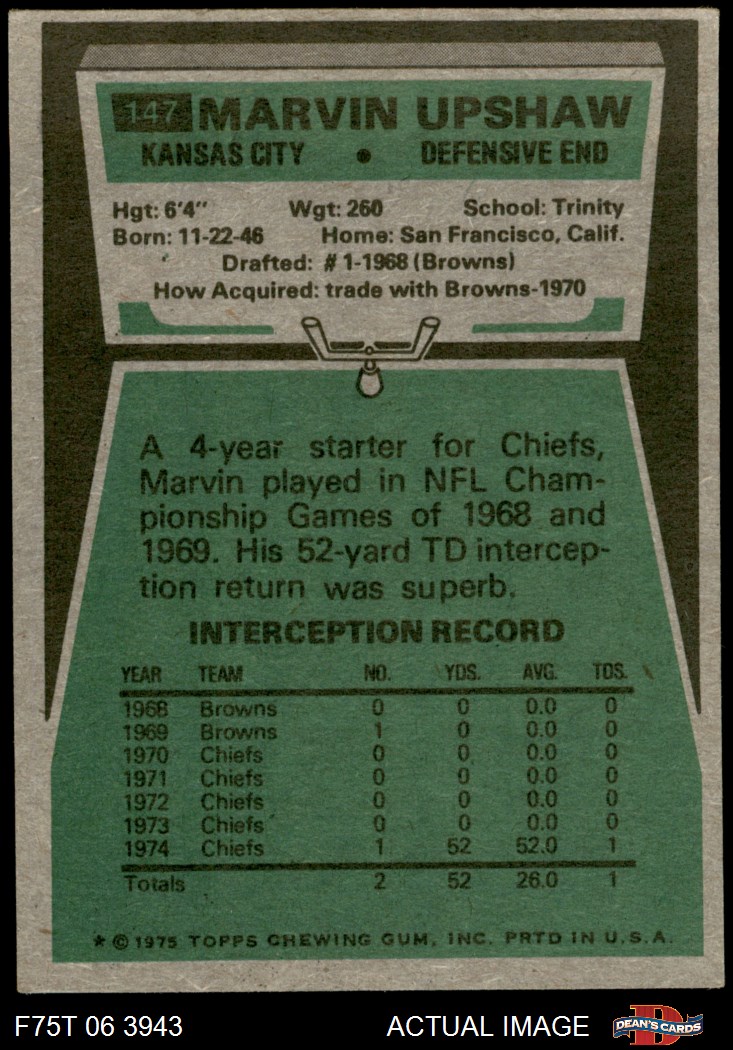 147 MARVIN UPSHAW
KANSAS CITY • DEFENSIVE END
Hgt: 6'4" Wgt: 260 School: Trinity
Born: 11-22-46 Home: San Francisco, Calif.
Drafted: #1-1968 (Browns)
How Acquired: trade with Browns-1970
A 4-year starter for Chiefs,
Marvin played in NFL Cham-
pionship Games of 1968 and
1969. His 52-yard TD intercep-
tion return was superb.
INTERCEPTION RECORD
YEAR TEAM NO. YDS. AVG. TDS.
1968 Browns 0 0 0.0 0
1969 Browns 1 0 0.0 0
1970 Chiefs 0 0 0.0 0
1971 Chiefs 0 0 0.0 0
1972 Chiefs 0 0 0.0 0
1973 Chiefs 0 0 0.0 0
1974 Chiefs 1 52 52.0 1
Totals 2 52 26.0 1
* © 1975 TOPPS CHEWING GUM, INC. PRTD IN U.S.A.
F75T 06 3943 ACTUAL IMAGE D DEAN'S CARDS